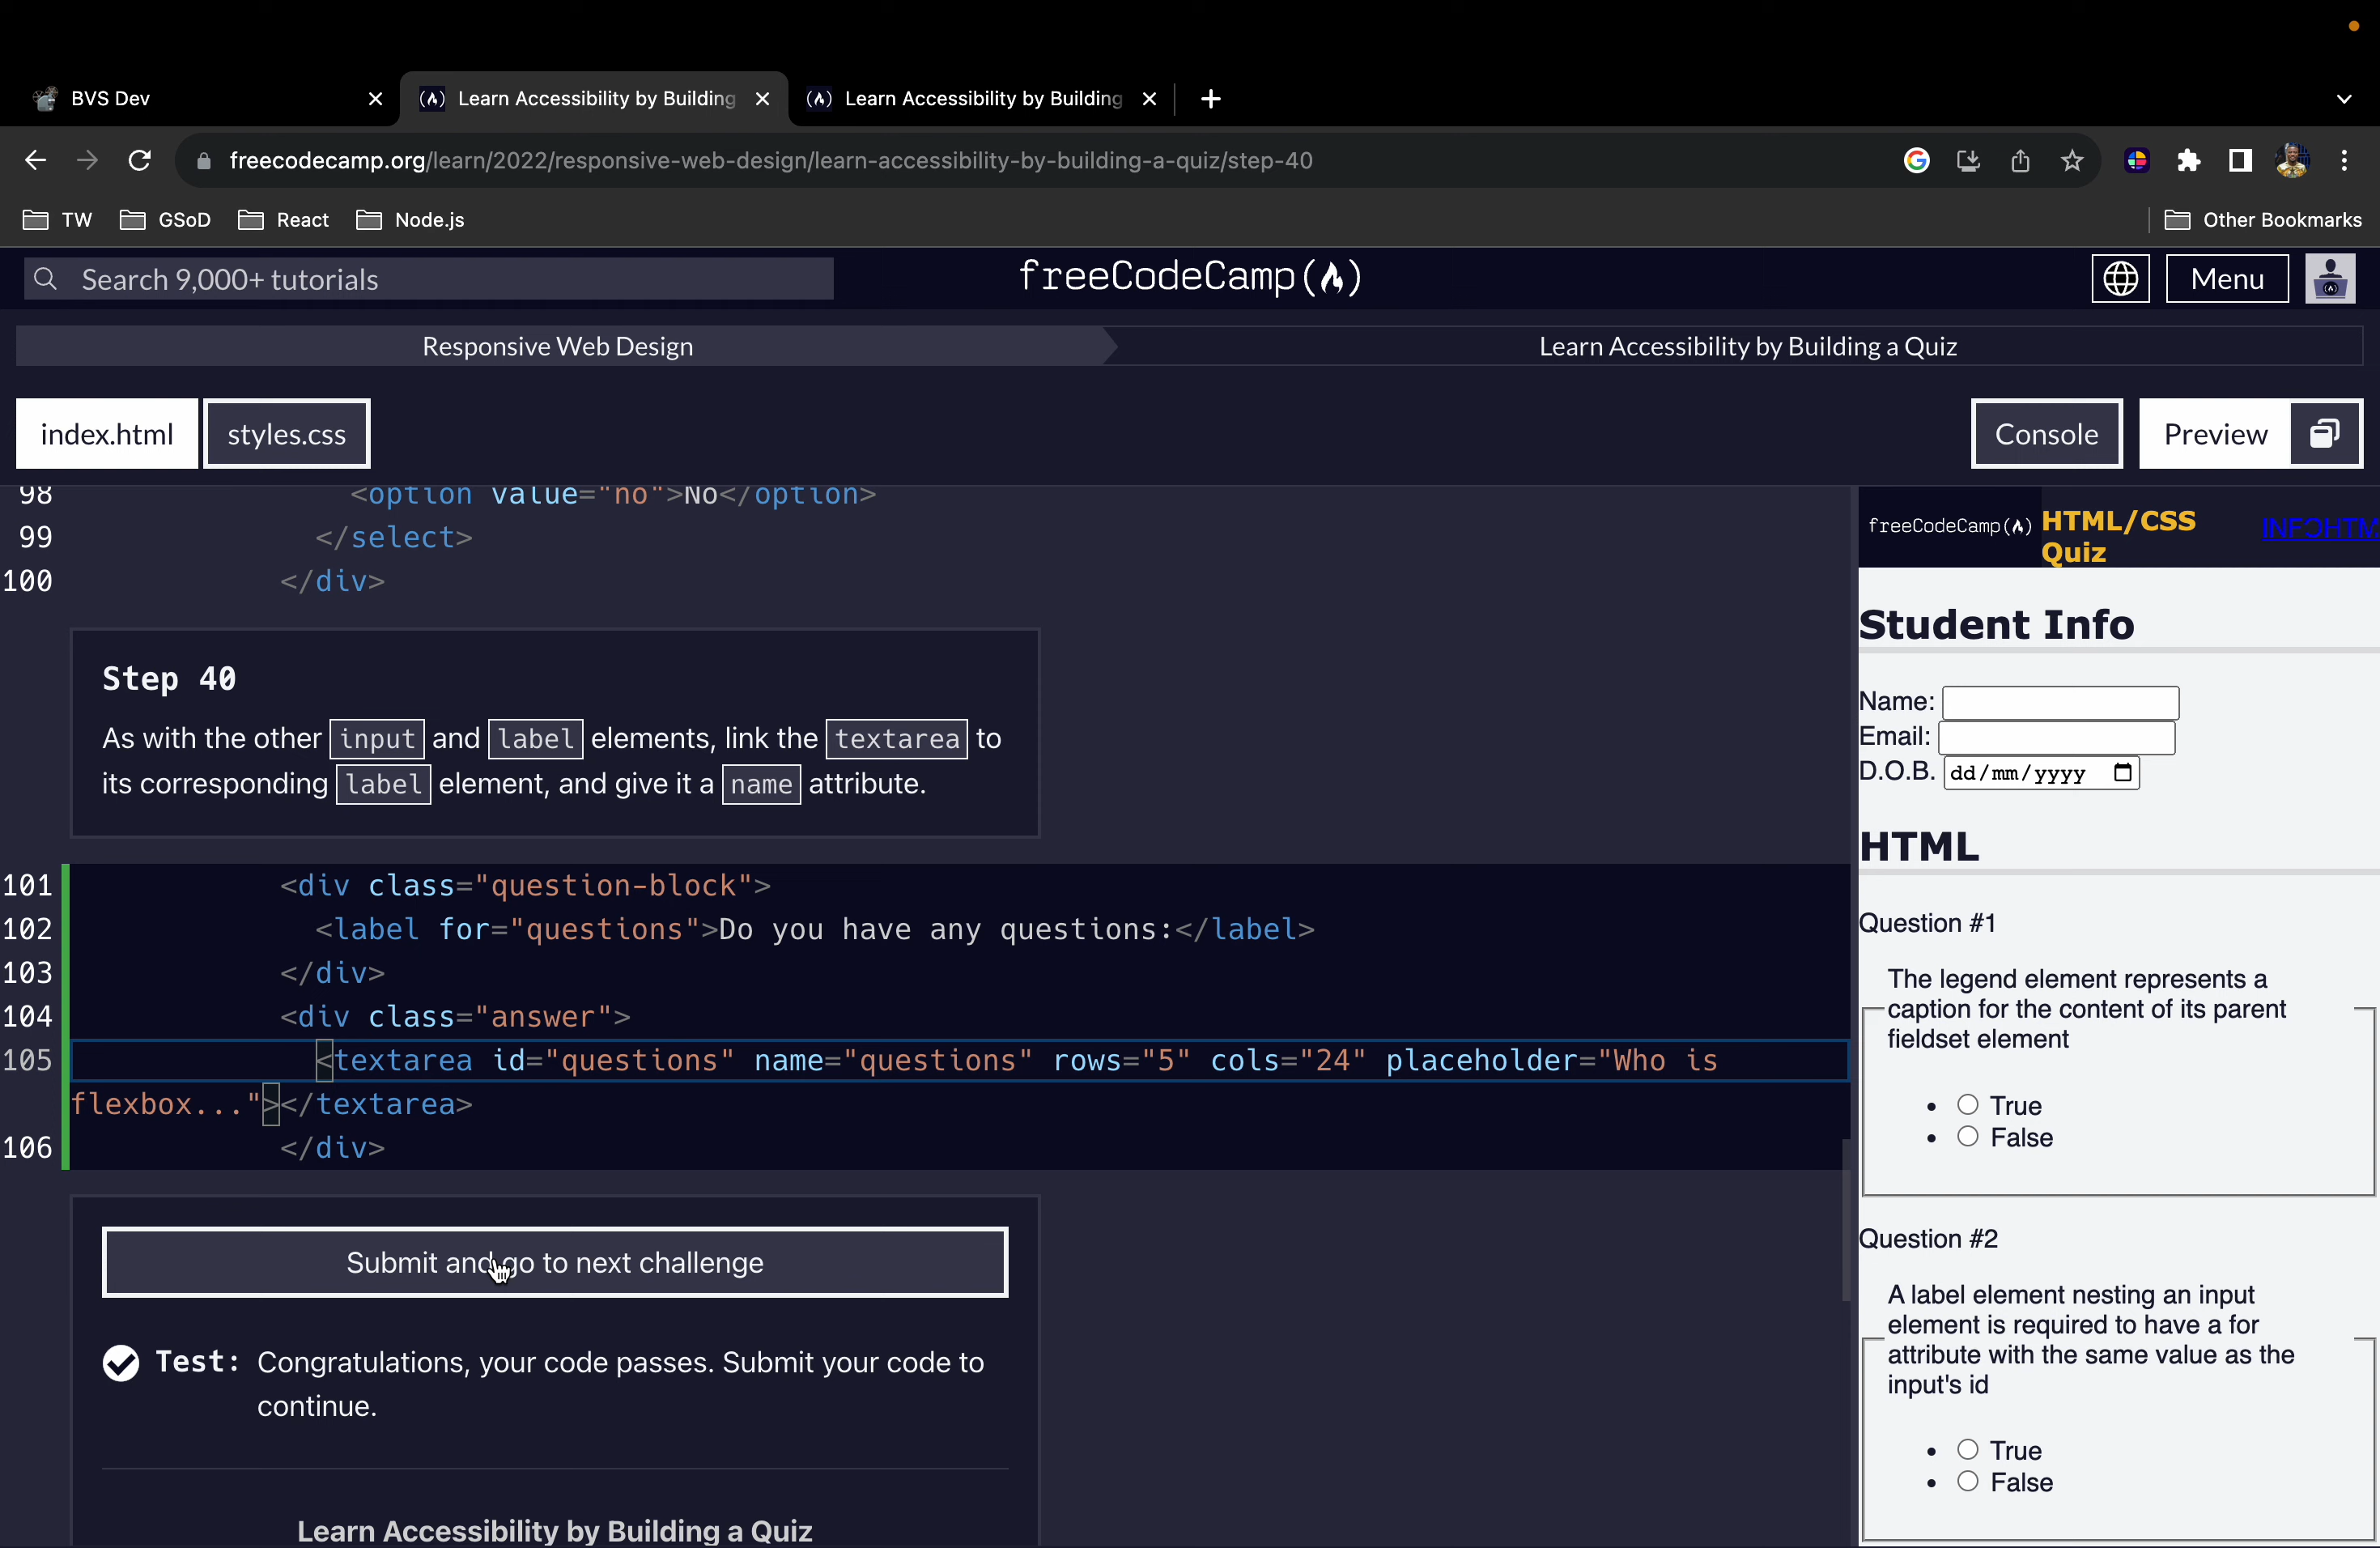 BVS Dev
Learn Accessibility by Building
Learn Accessibility by Building
freecodecamp.org/learn/2022/responsive-web-design/learn-accessibility-by-building-a-quiz/step-40
TW
GSoD
React
Node.js
Other Bookmarks
Search 9,000+ tutorials
freeCodeCamp(🔥)
Menu
Responsive Web Design
Learn Accessibility by Building a Quiz
index.html
styles.css
Console
Preview
98 <option value="no">No</option>
99 </select>
100 </div>
Step 40
As with the other input and label elements, link the textarea to
its corresponding label element, and give it a name attribute.
101 <div class="question-block">
102 <label for="questions">Do you have any questions:</label>
103 </div>
104 <div class="answer">
105 <textarea id="questions" name="questions" rows="5" cols="24" placeholder="Who is
flexbox..."></textarea>
106 </div>
Submit and go to next challenge
Test: Congratulations, your code passes. Submit your code to
continue.
Learn Accessibility by Building a Quiz
freeCodeCamp(🔥)
HTML/CSS
Quiz
Student Info
Name:
Email:
D.O.B. dd/mm/yyyy
HTML
Question #1
The legend element represents a
caption for the content of its parent
fieldset element
True
False
Question #2
A label element nesting an input
element is required to have a for
attribute with the same value as the
input's id
True
False